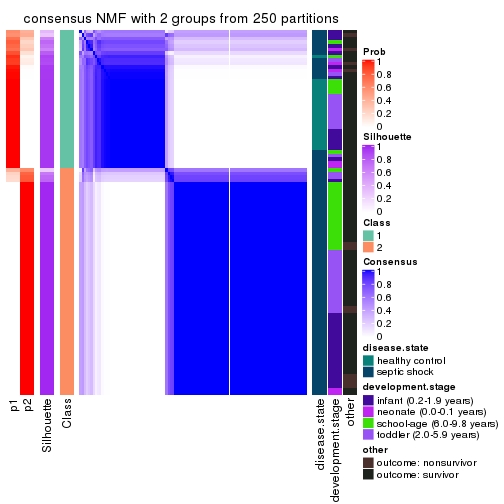 consensus NMF with 2 groups from 250 partitions
Prob
1
0.8
0.6
0.4
0.2
0
Silhouette
1
0.8
0.6
0.4
0.2
0
Class
1
2
Consensus
1
0.8
0.6
0.4
0.2
0
disease.state
healthy control
septic shock
development.stage
infant (0.2-1.9 years)
neonate (0.0-0.1 years)
school-age (6.0-9.8 years)
toddler (2.0-5.9 years)
other
outcome: nonsurvivor
outcome: survivor
p1
p2
Silhouette
Class
disease.state
development.stage
other